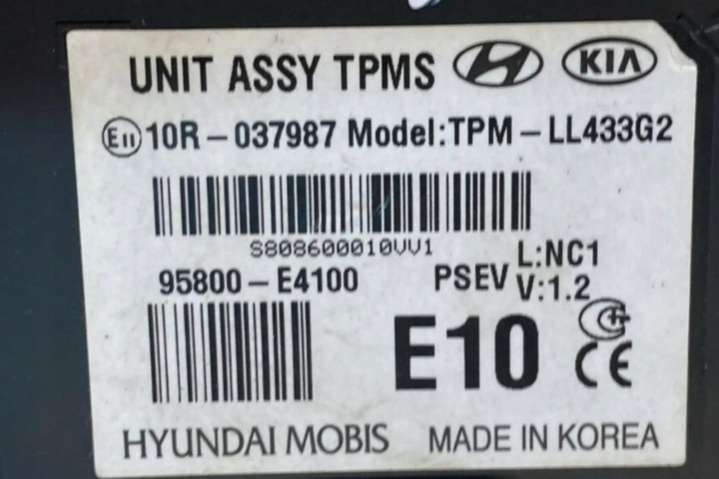 UNIT ASSY TPMS KIA
E11 10R-037987 Model:TPM-LL433G2
S808600010VV1
95800-E4100 PSEV L:NC1
V:1.2
E10 CE
HYUNDAI MOBIS MADE IN KOREA